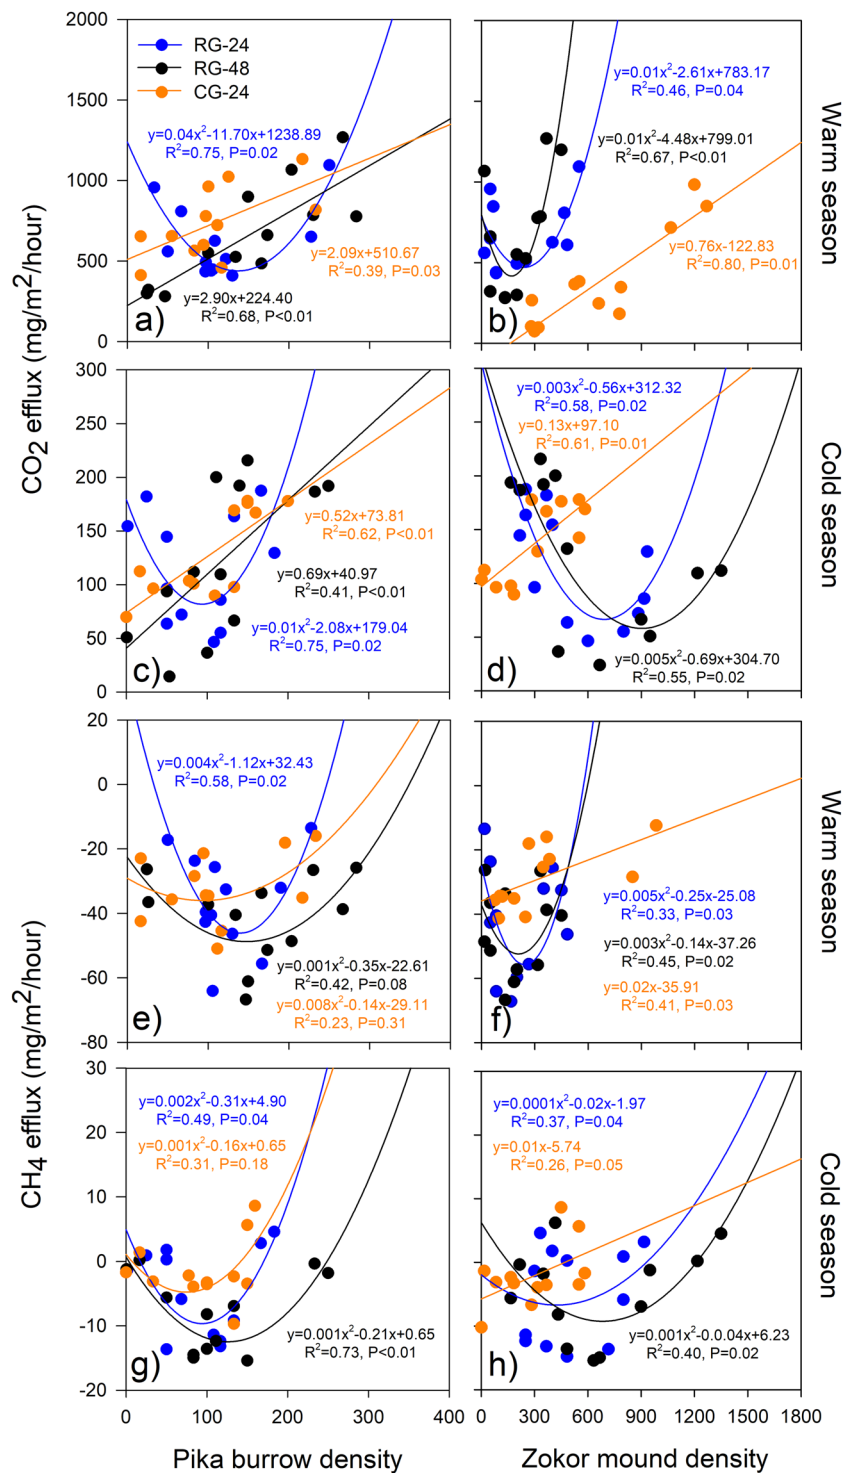 2000
1500
1000
500
0
RG-24
RG-48
CG-24
y=0.04x²-11.70x+1238.89
R²=0.75, P=0.02
2.09x+510.67
R²=0.39, P=0.03
y=2.90x+224.40
R²=0.68, P<0.01
a)
y=0.01x²-2.61x+783.17
R²=0.46, P=0.04
y=0.01x²-4.48x+799.01
R²=0.67, P<0.01
y=0.76x-122.83
R²=0.80, P=0.01
b)
Warm season
CO₂ efflux (mg/m²/hour)
300
250
200
150
100
50
0
y=0.52x+73.81
R²=0.62, P<0.01
y=0.69x+40.97
R²=0.41, P<0.01
y=0.01x²-2.08x+179.04
R²=0.75, P=0.02
c)
y=0.003x²-0.56x+312.32
R²=0.58, P=0.02
y=0.13x+97.10
R²=0.61, P=0.01
y=0.005x²-0.69x+304.70
R²=0.55, P=0.02
d)
Cold season
20
0
-20
-40
-60
-80
y=0.004x²-1.12x+32.43
R²=0.58, P=0.02
y=0.001x²-0.35x-22.61
R²=0.42, P=0.08
y=0.008x²-0.14x-29.11
R²=0.23, P=0.31
e)
y=0.005x²-0.25x-25.08
R²=0.33, P=0.03
y=0.003x²-0.14x-37.26
R²=0.45, P=0.02
y=0.02x-35.91
R²=0.41, P=0.03
f)
Warm season
CH₄ efflux (mg/m²/hour)
30
20
10
0
-10
-20
y=0.002x²-0.31x+4.90
R²=0.49, P=0.04
y=0.001x²-0.16x+0.65
R²=0.31, P=0.18
y=0.001x²-0.21x+0.65
R²=0.73, P<0.01
g)
y=0.0001x²-0.02x-1.97
R²=0.37, P=0.04
y=0.01x-5.74
R²=0.26, P=0.05
y=0.001x²-0.0.04x+6.23
R²=0.40, P=0.02
h)
Cold season
0 100 200 300 400
0 300 600 900 1200 1500 1800
Pika burrow density
Zokor mound density